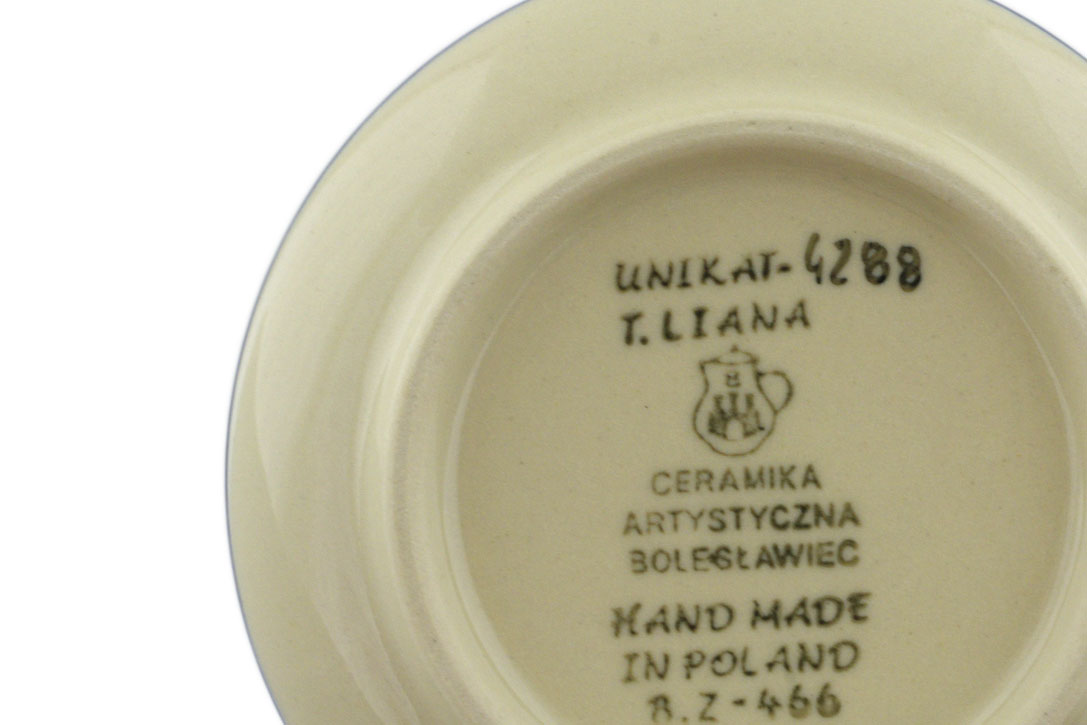 UNIKAT-4288
T. LIANA
CERAMIKA
ARTYSTYCZNA
BOLESŁAWIEC
HAND MADE
IN POLAND
B.Z-466